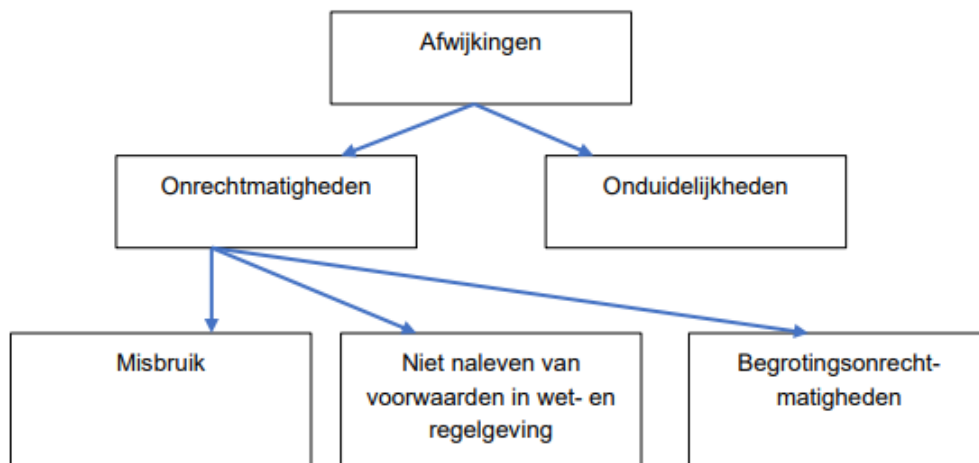 Afwijkingen
Onrechtmatigheden
Onduidelijkheden
Misbruik
Niet naleven van
voorwaarden in wet- en
regelgeving
Begrotingsonrecht-
matigheden